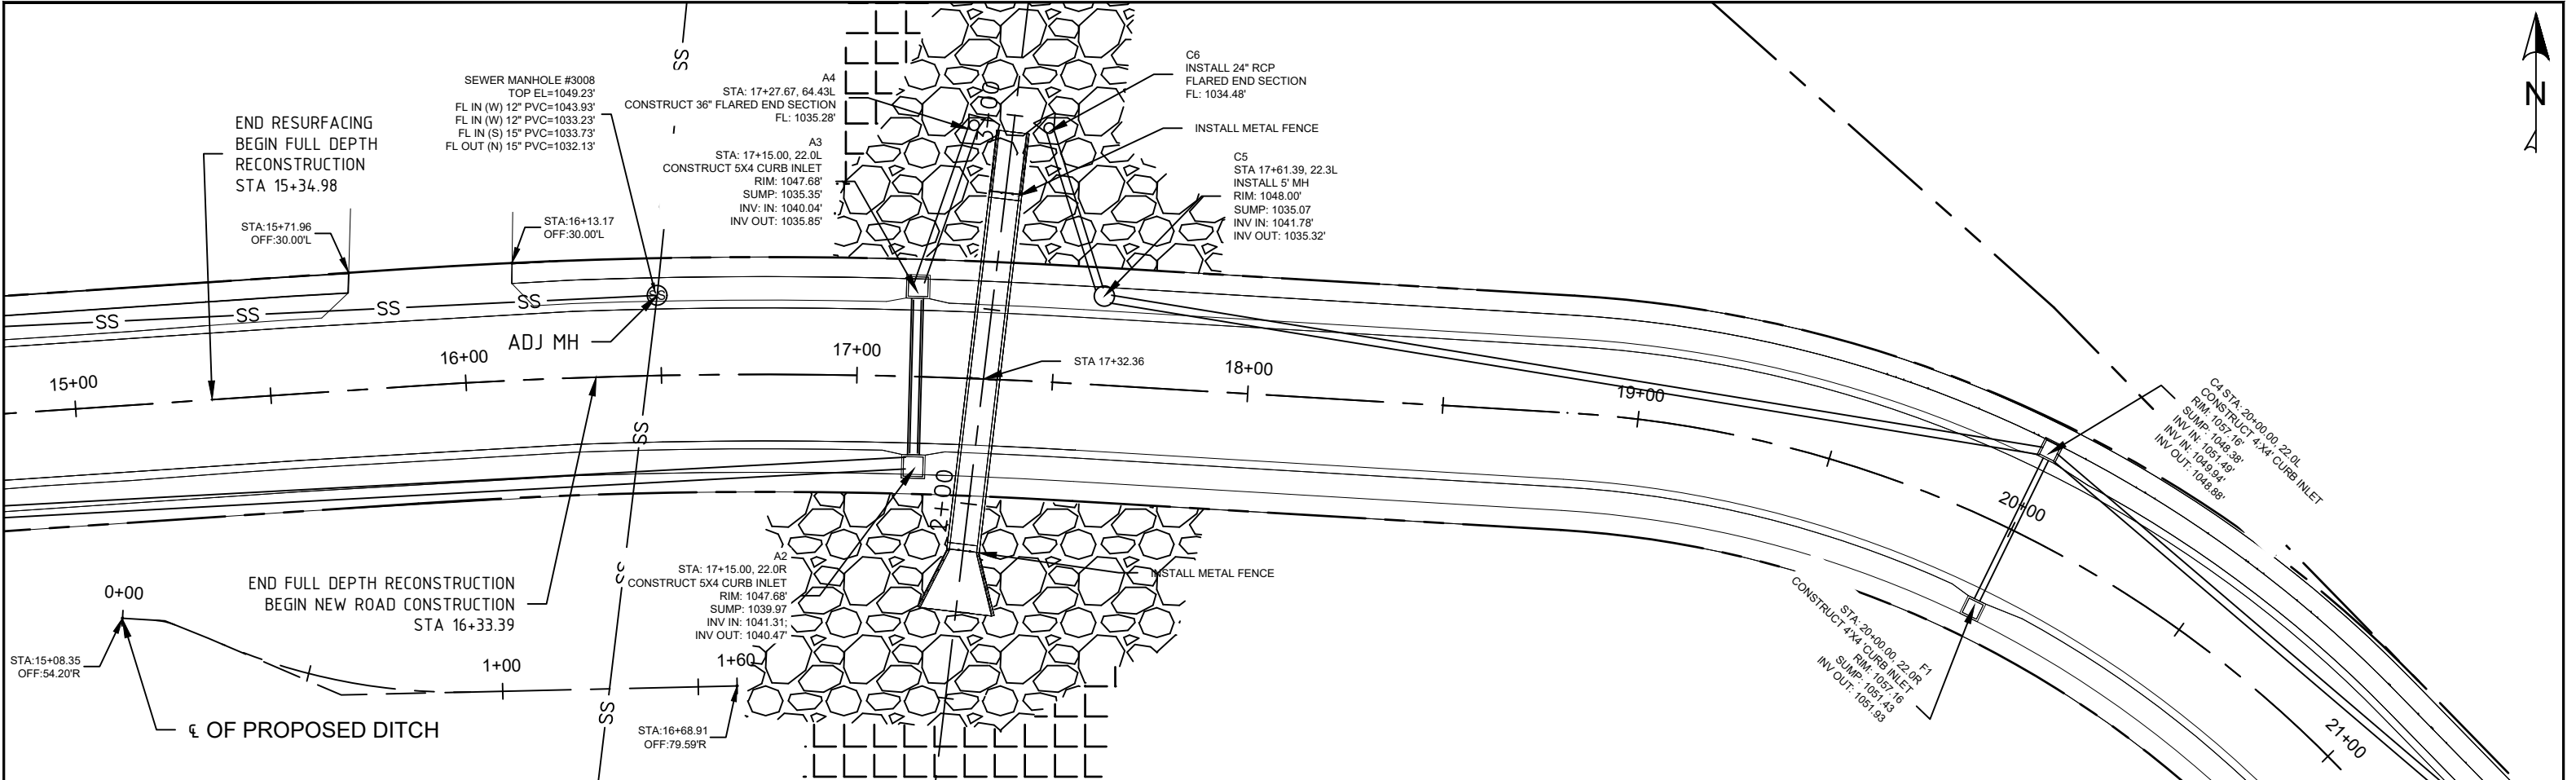 SEWER MANHOLE #3008
TOP EL=1049.23'
FL IN (W) 12" PVC=1043.93'
FL IN (W) 12" PVC=1033.23'
FL IN (S) 15" PVC=1033.73'
FL OUT (N) 15" PVC=1032.13'
END RESURFACING
BEGIN FULL DEPTH
RECONSTRUCTION
STA 15+34.98
STA:15+71.96
OFF:30.00'L
STA:16+13.17
OFF:30.00'L
SS
A4
STA: 17+27.67, 64.43L
CONSTRUCT 36" FLARED END SECTION
FL: 1035.28'
A3
STA: 17+15.00, 22.0L
CONSTRUCT 5X4 CURB INLET
RIM: 1047.68'
SUMP: 1035.35'
INV: IN: 1040.04'
INV OUT: 1035.85'
3+00
C6
INSTALL 24" RCP
FLARED END SECTION
FL: 1034.48'
INSTALL METAL FENCE
C5
STA 17+61.39, 22.3L
INSTALL 5' MH
RIM: 1048.00'
SUMP: 1035.07
INV IN: 1041.78'
INV OUT: 1035.32'
N
SS
SS
SS
SS
SS
ADJ MH
15+00
16+00
17+00
STA 17+32.36
18+00
19+00
20+00
21+00
SS
2+00
C4 STA: 20+00.00, 22.0L
CONSTRUCT 4'X4' CURB INLET
RIM: 1057.16'
SUMP: 1048.38'
INV IN: 1051.49'
INV IN: 1049.94'
INV OUT: 1048.88'
F1
STA: 20+00.00, 22.0R
CONSTRUCT 4'X4' CURB INLET
RIM: 1057.16
SUMP: 1051.43
INV OUT: 1051.93
END FULL DEPTH RECONSTRUCTION
BEGIN NEW ROAD CONSTRUCTION
STA 16+33.39
SS
A2
STA: 17+15.00, 22.0R
CONSTRUCT 5X4 CURB INLET
RIM: 1047.68'
SUMP: 1039.97
INV IN: 1041.31;
INV OUT: 1040.47'
INSTALL METAL FENCE
0+00
1+00
1+60
STA:15+08.35
OFF:54.20'R
℄ OF PROPOSED DITCH
SS
STA:16+68.91
OFF:79.59'R